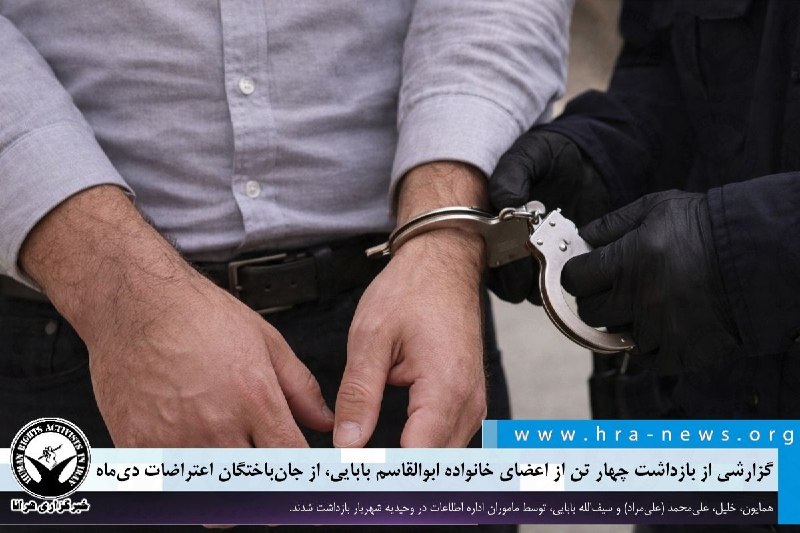 www.hra-news.org
گزارشی از بازداشت چهار تن از اعضای خانواده ابوالقاسم بابایی، از جان‌باختگان اعتراضات دی‌ماه
همایون، خلیل، علی‌محمد (علی‌مراد) و سیف‌الله بابایی، توسط ماموران اداره اطلاعات در وحیدیه شهریار بازداشت شدند.
HUMAN RIGHTS ACTIVISTS IN IRAN
خبرگزاری هرانا